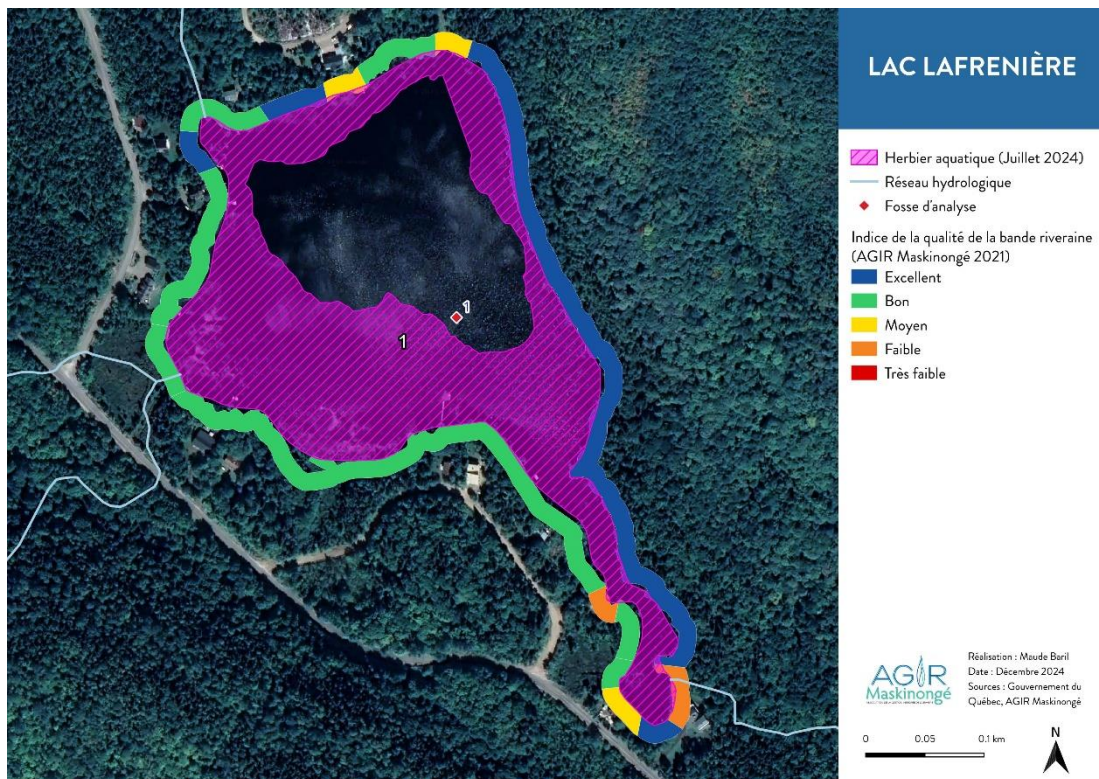 LAC LAFRENIÈRE
Herbier aquatique (Juillet 2024)
Réseau hydrologique
Fosse d'analyse
Indice de la qualité de la bande riveraine
(AGIR Maskinongé 2021)
Excellent
Bon
Moyen
Faible
Très faible
1
1
AGIR
Maskinongé
Réalisation : Maude Baril
Date : Décembre 2024
Sources : Gouvernement du
Québec, AGIR Maskinongé
0 0.05 0.1 km
N